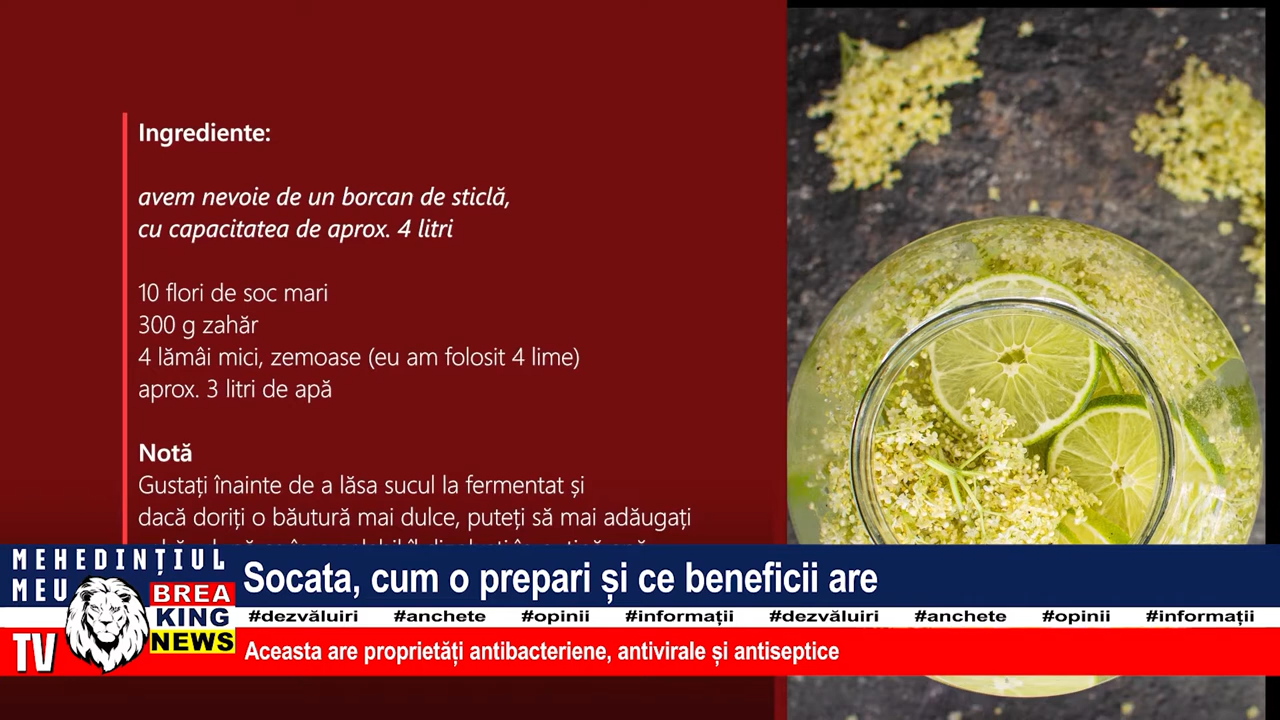 Ingrediente:
avem nevoie de un borcan de sticlă,
cu capacitatea de aprox. 4 litri
10 flori de soc mari
300 g zahăr
4 lămâi mici, zemoase (eu am folosit 4 lime)
aprox. 3 litri de apă
Notă
Gustați înainte de a lăsa sucul la fermentat și
dacă doriți o băutură mai dulce, puteți să mai adăugați
MEHEDINȚIUL
MEU
TV
BREA
KING
NEWS
Socata, cum o prepari și ce beneficii are
#dezvăluiri #anchete #opinii #informații #dezvăluiri #anchete #opinii #informații
Aceasta are proprietăți antibacteriene, antivirale și antiseptice